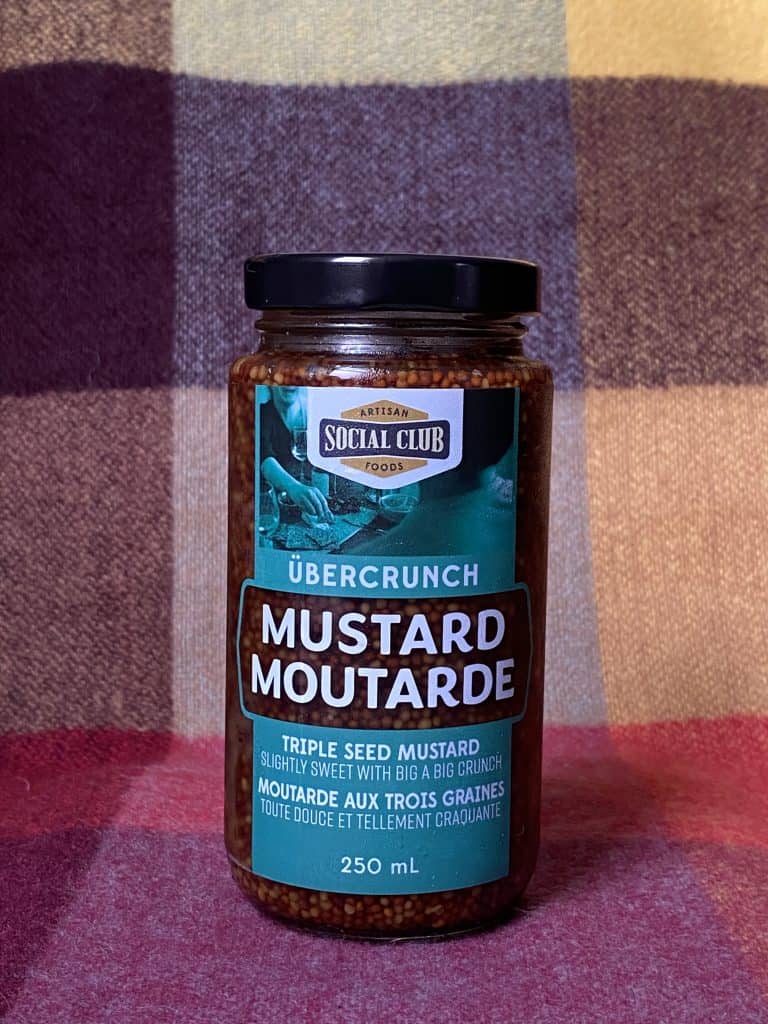 ARTISAN
SOCIAL CLUB
FOODS
ÜBERCRUNCH
MUSTARD
MOUTARDE
TRIPLE SEED MUSTARD
SLIGHTLY SWEET WITH BIG A BIG CRUNCH
MOUTARDE AUX TROIS GRAINES
TOUTE DOUCE ET TELLEMENT CRAQUANTE
250 mL